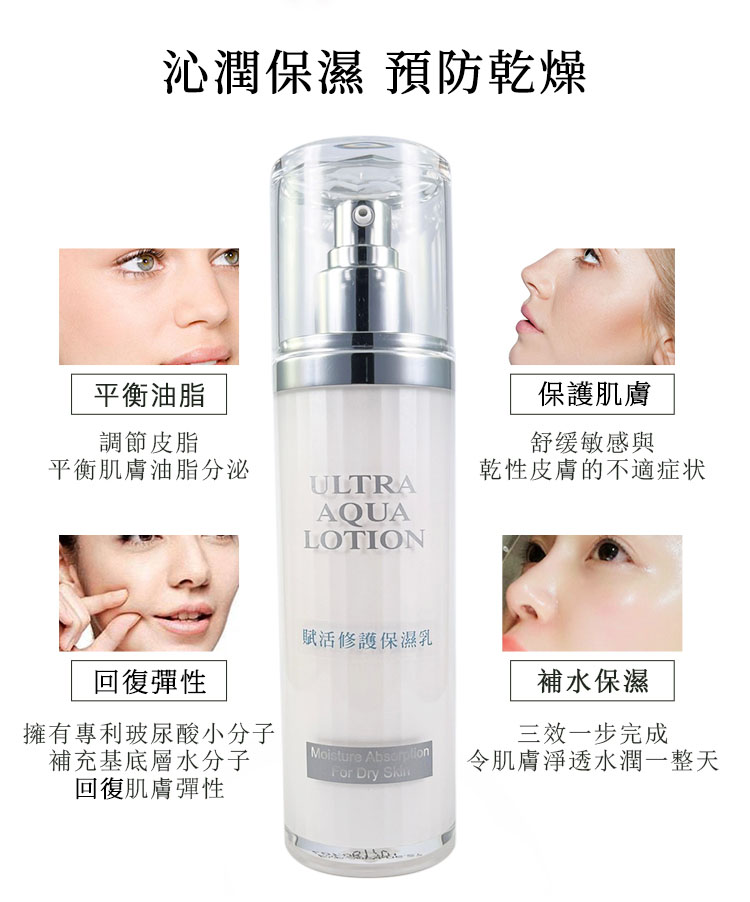 沁潤保濕 預防乾燥
平衡油脂
調節皮脂
平衡肌膚油脂分泌
保護肌膚
舒缓敏感與
乾性皮膚的不適症状
ULTRA
AQUA
LOTION
賦活修護保濕乳
Moisture Absorption
For Dry Skin
回復彈性
擁有專利玻尿酸小分子
補充基底層水分子
回復肌膚彈性
補水保濕
三效一步完成
令肌膚淨透水潤一整天